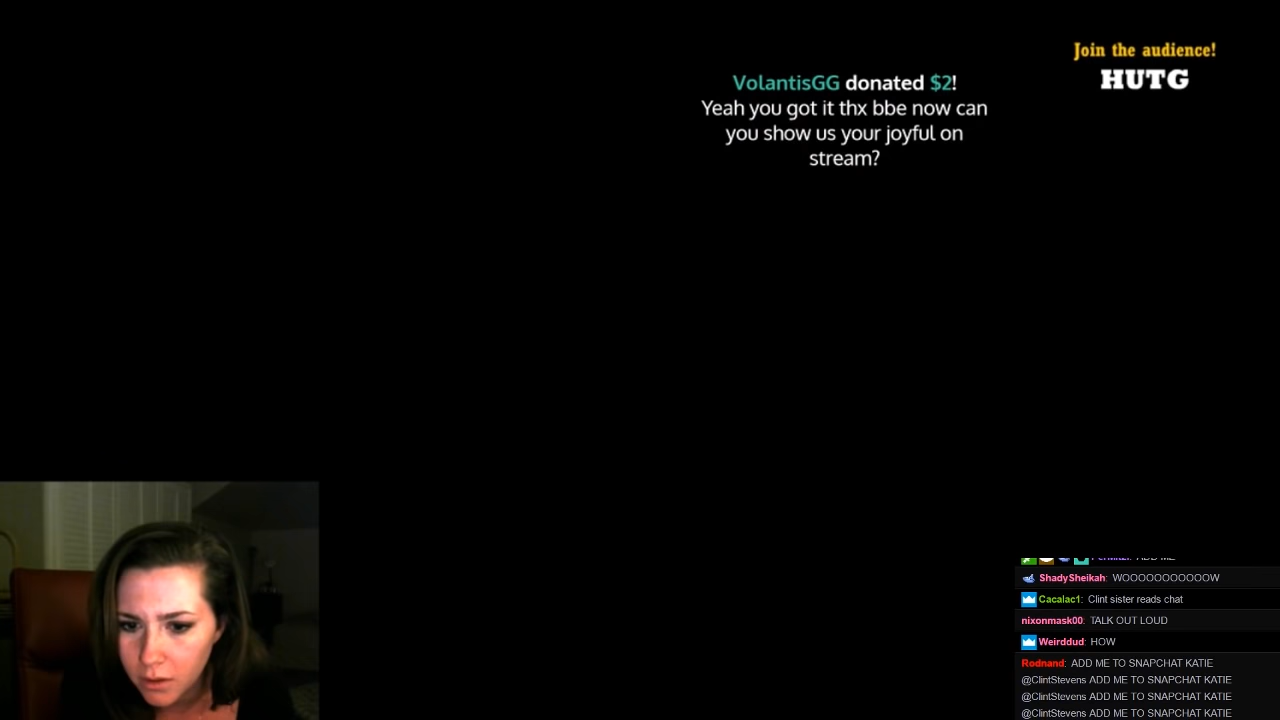 Join the audience!
HUTG
VolantisGG donated $2!
Yeah you got it thx bbe now can
you show us your joyful on
stream?
ADD ME
ShadySheikah: WOOOOOOOOOOOW
Cacalac1: Clint sister reads chat
nixonmask00: TALK OUT LOUD
Weirddud: HOW
Rodnand: ADD ME TO SNAPCHAT KATIE
@ClintStevens ADD ME TO SNAPCHAT KATIE
@ClintStevens ADD ME TO SNAPCHAT KATIE
@ClintStevens ADD ME TO SNAPCHAT KATIE